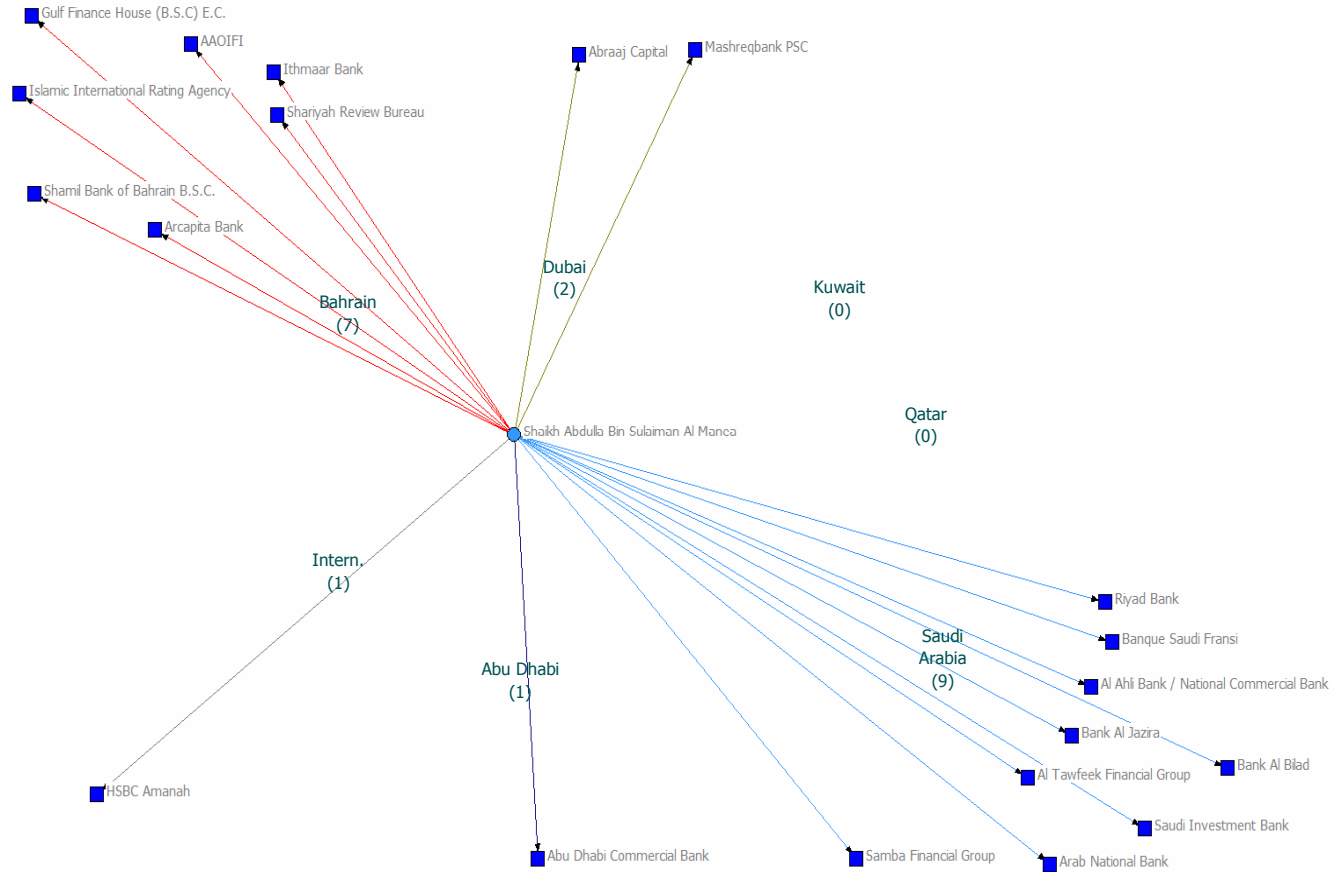 Gulf Finance House (B.S.C) E.C.
AAOIFI
Ithmaar Bank
Islamic International Rating Agency
Shariyah Review Bureau
Shamil Bank of Bahrain B.S.C.
Arcapita Bank
Abraaj Capital
Mashreqbank PSC
Bahrain
(7)
Dubai
(2)
Kuwait
(0)
Qatar
(0)
Shaikh Abdulla Bin Sulaiman Al Manea
Intern.
(1)
Abu Dhabi
(1)
Saudi
Arabia
(9)
Riyad Bank
Banque Saudi Fransi
Al Ahli Bank / National Commercial Bank
Bank Al Jazira
Bank Al Bilad
Al Tawfeek Financial Group
Saudi Investment Bank
HSBC Amanah
Abu Dhabi Commercial Bank
Samba Financial Group
Arab National Bank